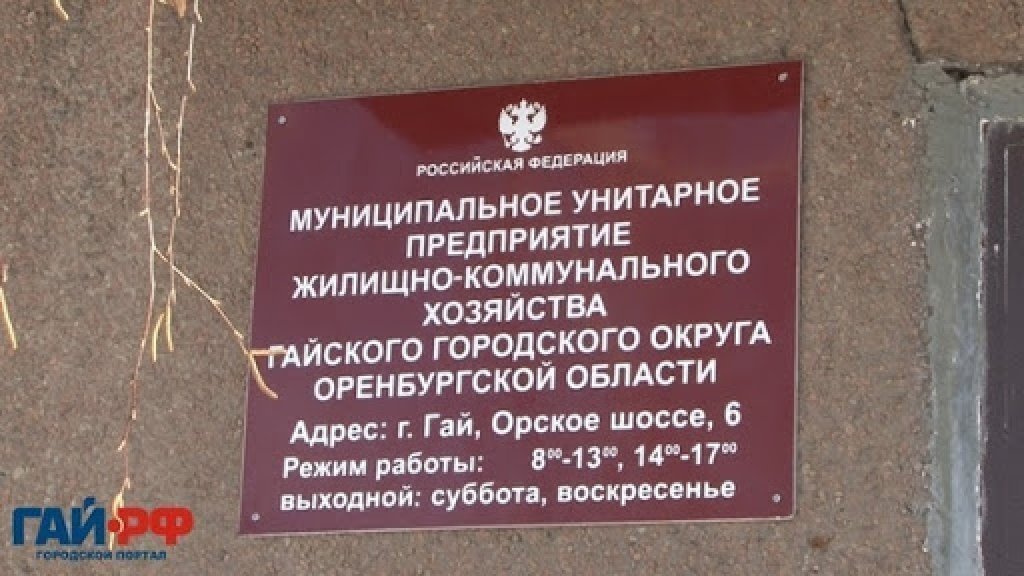 РОССИЙСКАЯ ФЕДЕРАЦИЯ
МУНИЦИПАЛЬНОЕ УНИТАРНОЕ
ПРЕДПРИЯТИЕ
ЖИЛИЩНО-КОММУНАЛЬНОГО
ХОЗЯЙСТВА
ГАЙСКОГО ГОРОДСКОГО ОКРУГА
ОРЕНБУРГСКОЙ ОБЛАСТИ
Адрес: г. Гай, Орское шоссе, 6
Режим работы: 8⁰⁰-13⁰⁰, 14⁰⁰-17⁰⁰
выходной: суббота, воскресенье
ГАЙ.РФ
ГОРОДСКОЙ ПОРТАЛ